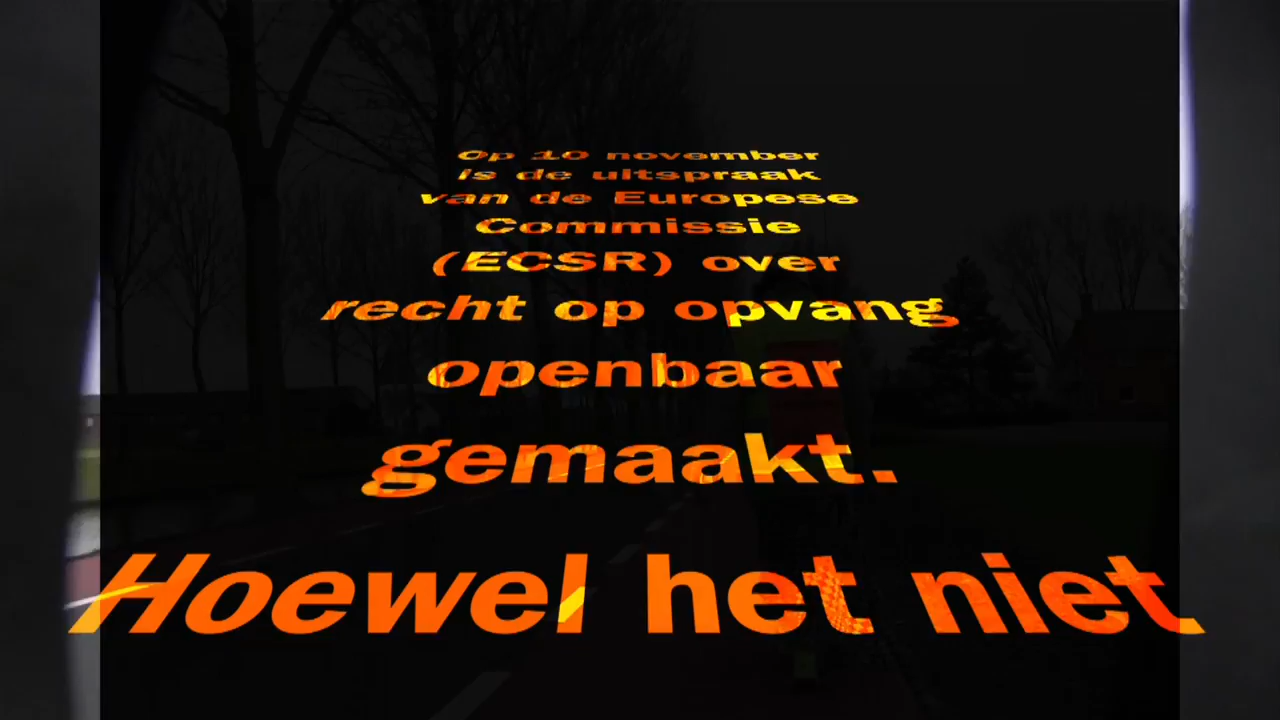 Op 10 november
is de uitspraak
van de Europese
Commissie
(ECSR) over
recht op opvang
openbaar
gemaakt.
Hoewel het niet